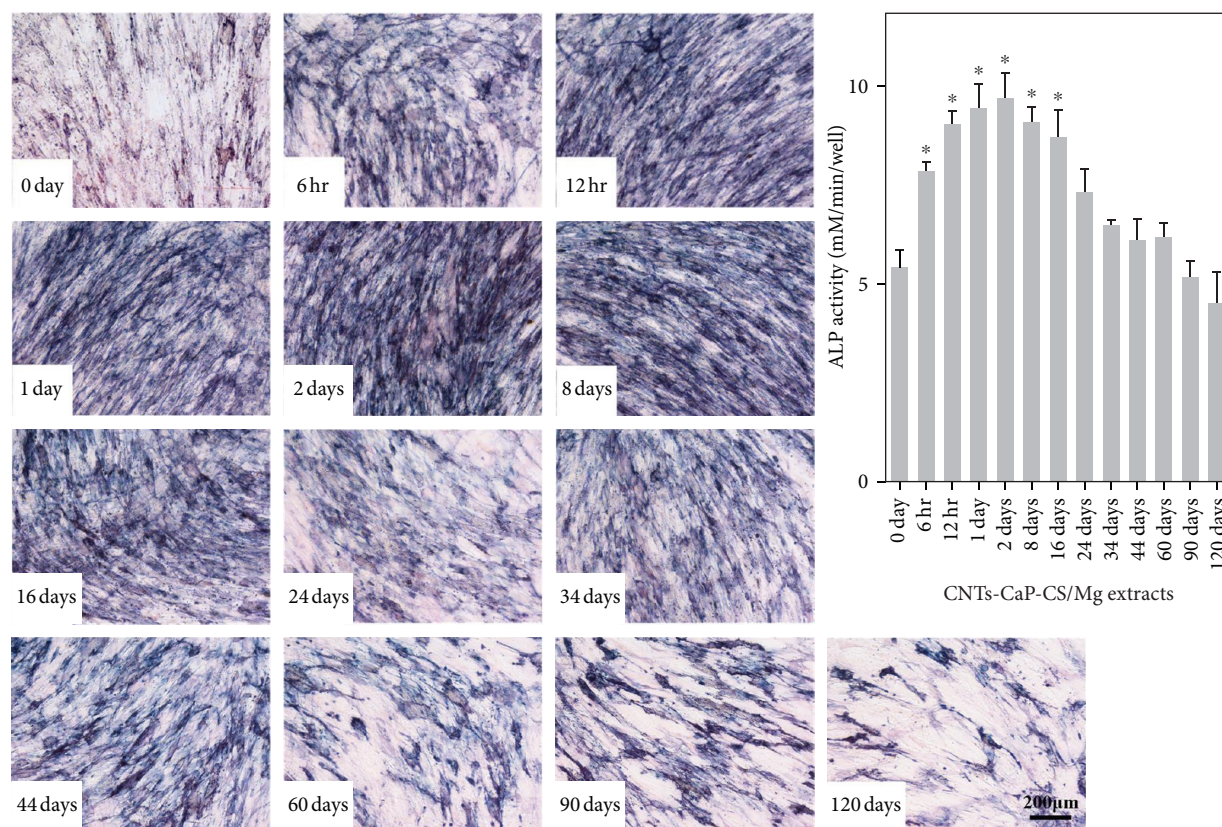 0 day
6 hr
12 hr
1 day
2 days
8 days
16 days
24 days
34 days
44 days
60 days
90 days
120 days
200μm
ALP activity (mM/min/well)
10
5
0
*
*
*
*
*
*
0 day
6 hr
12 hr
1 day
2 days
8 days
16 days
24 days
34 days
44 days
60 days
90 days
120 days
CNTs-CaP-CS/Mg extracts